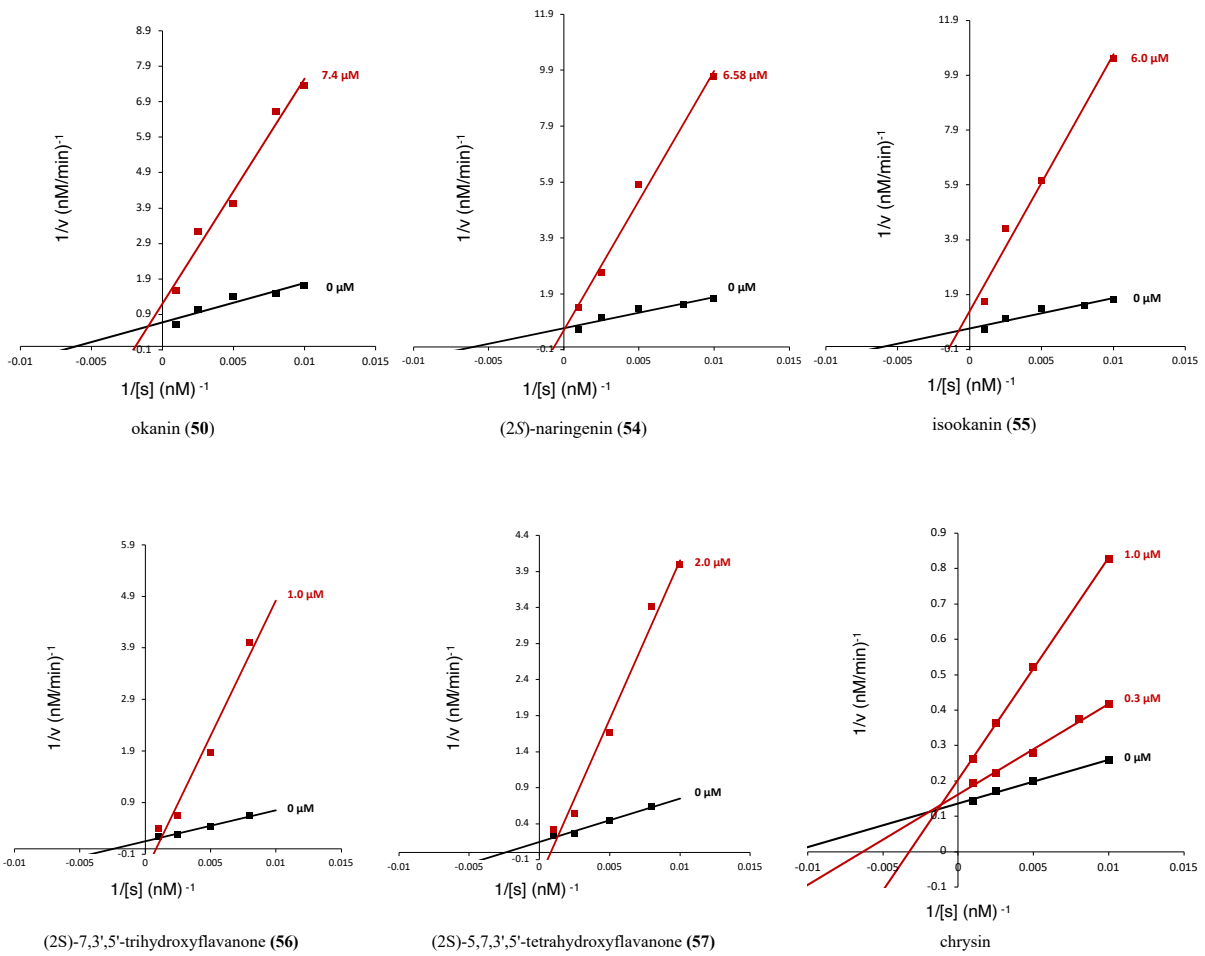 8.9
7.9
6.9
5.9
4.9
3.9
2.9
1.9
0.9
-0.1
-0.01
-0.005
0
0.005
0.01
0.015
7.4 µM
0 µM
1/v (nM/min)-1
1/[s] (nM) -1
okanin (50)
11.9
9.9
7.9
5.9
3.9
1.9
-0.1
-0.01
-0.005
0
0.005
0.01
0.015
6.58 µM
0 µM
1/v (nM/min)-1
1/[s] (nM) -1
(2S)-naringenin (54)
11.9
9.9
7.9
5.9
3.9
1.9
-0.1
-0.01
-0.005
0
0.005
0.01
0.015
6.0 µM
0 µM
1/v (nM/min)-1
1/[s] (nM) -1
isookanin (55)
5.9
4.9
3.9
2.9
1.9
0.9
-0.1
-0.01
-0.005
0
0.005
0.01
0.015
1.0 µM
0 µM
1/v (nM/min)-1
1/[s] (nM) -1
(2S)-7,3',5'-trihydroxyflavanone (56)
4.4
3.9
3.4
2.9
2.4
1.9
1.4
0.9
0.4
-0.1
-0.01
-0.005
0
0.005
0.01
0.015
2.0 µM
0 µM
1/v (nM/min)-1
1/[s] (nM) -1
(2S)-5,7,3',5'-tetrahydroxyflavanone (57)
0.9
0.8
0.7
0.6
0.5
0.4
0.3
0.2
0.1
0
-0.1
-0.01
-0.005
0
0.005
0.01
0.015
1.0 µM
0.3 µM
0 µM
1/v (nM/min)-1
1/[s] (nM) -1
chrysin